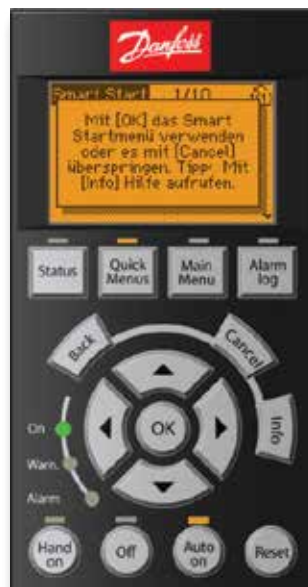 Danfoss
Smart-Start 1/10
Mit [OK] das Smart
Startmenü verwenden
oder es mit [Cancel]
überspringen. Tipp: Mit
[Info] Hilfe aufrufen.
Status
Quick
Menus
Main
Menu
Alarm
log
Back
Cancel
Info
OK
On
Warn.
Alarm
Hand
on
Off
Auto
on
Reset